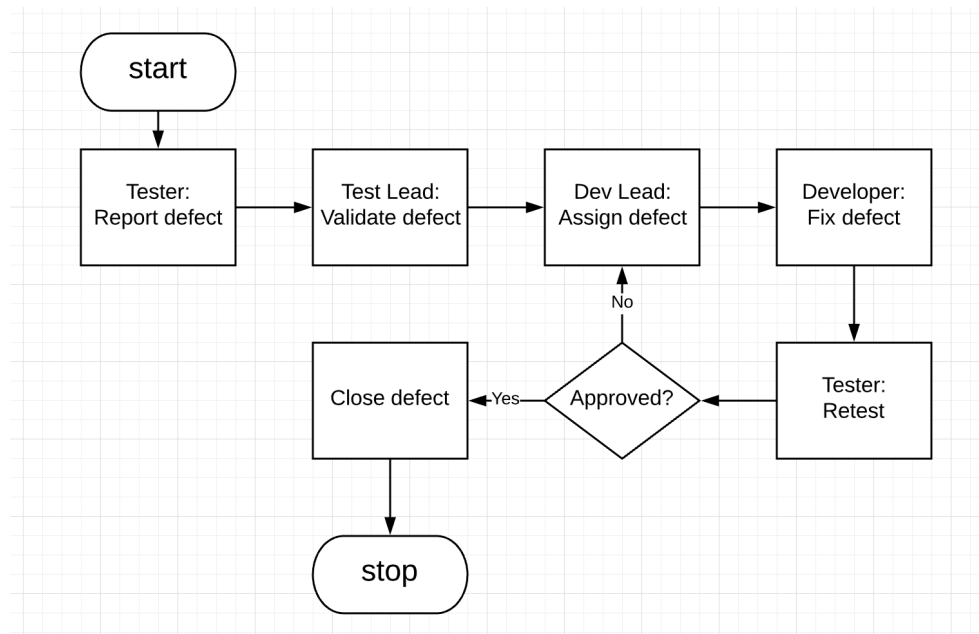 start
Tester:
Report defect
Test Lead:
Validate defect
Dev Lead:
Assign defect
Developer:
Fix defect
No
Close defect
Yes
Approved?
Tester:
Retest
stop